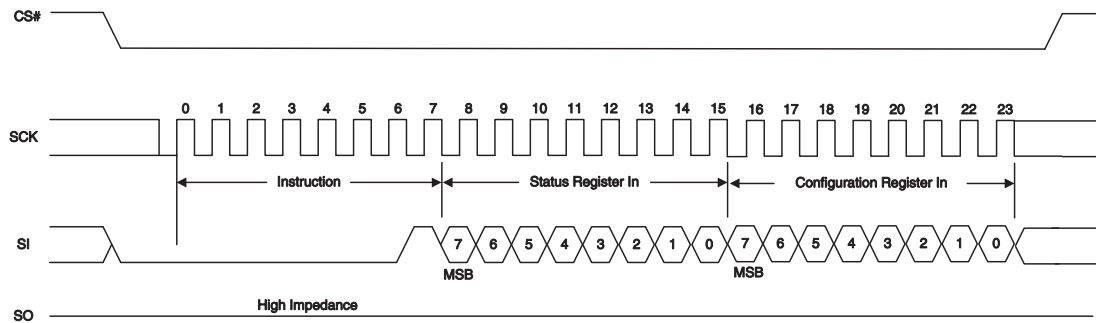 CS#
0 1 2 3 4 5 6 7 8 9 10 11 12 13 14 15 16 17 18 19 20 21 22 23
SCK
Instruction Status Register In Configuration Register In
SI 7 6 5 4 3 2 1 0 7 6 5 4 3 2 1 0
MSB MSB
High Impedance
SO